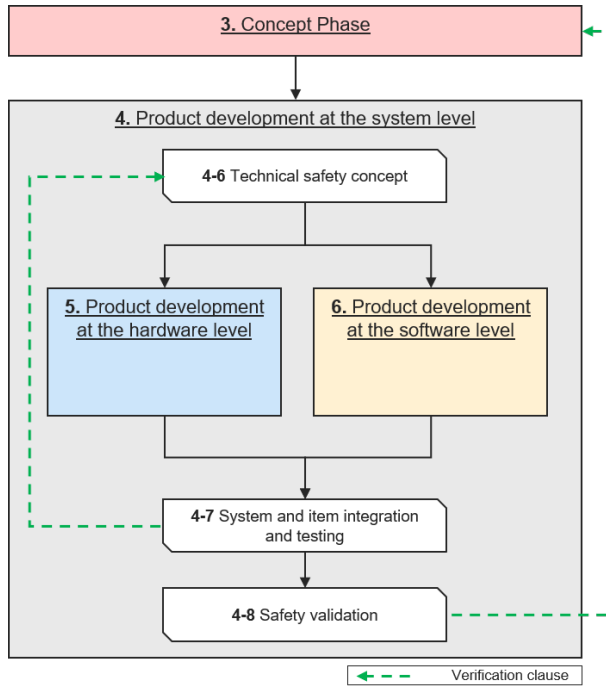 3. Concept Phase
4. Product development at the system level
4-6 Technical safety concept
5. Product development
at the hardware level
6. Product development
at the software level
4-7 System and item integration
and testing
4-8 Safety validation
Verification clause